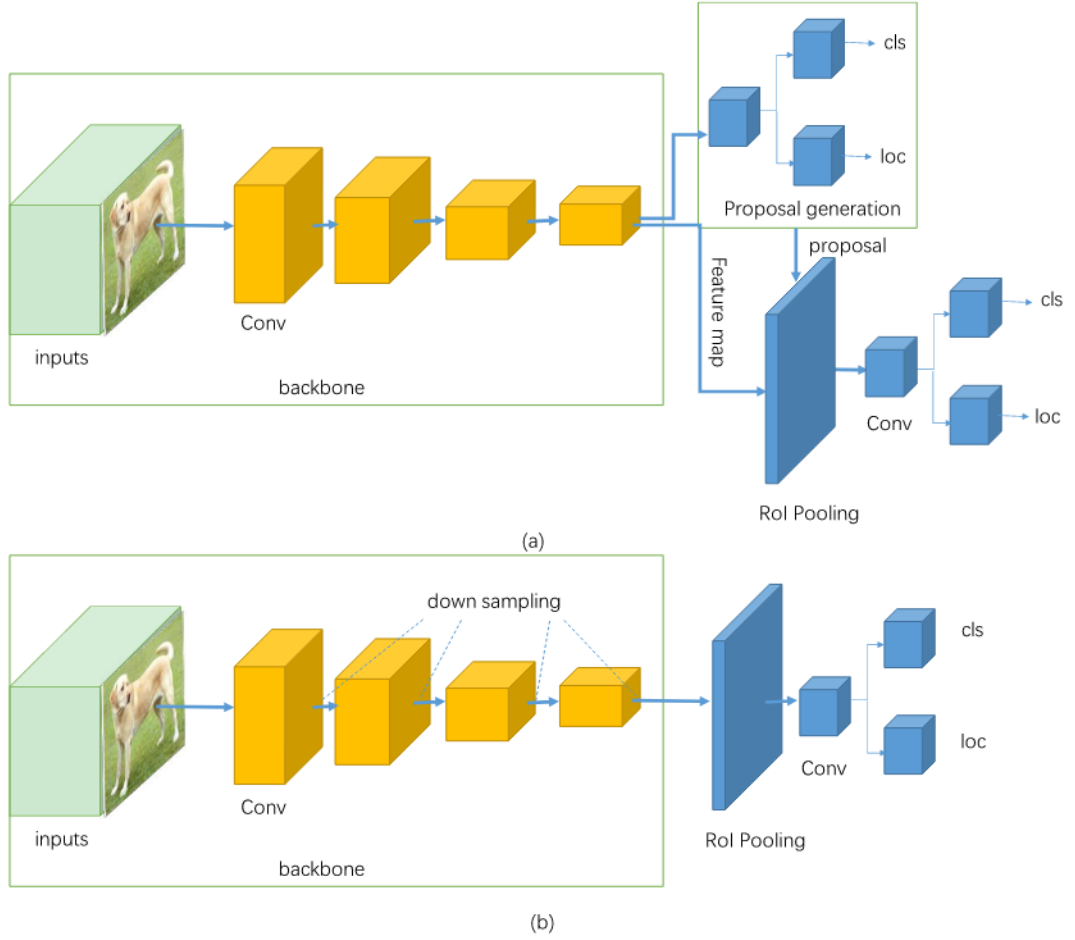 cls
loc
Proposal generation
proposal
Feature map
Conv
inputs
backbone
cls
loc
Conv
RoI Pooling
(a)
down sampling
cls
loc
Conv
Conv
inputs
RoI Pooling
backbone
(b)